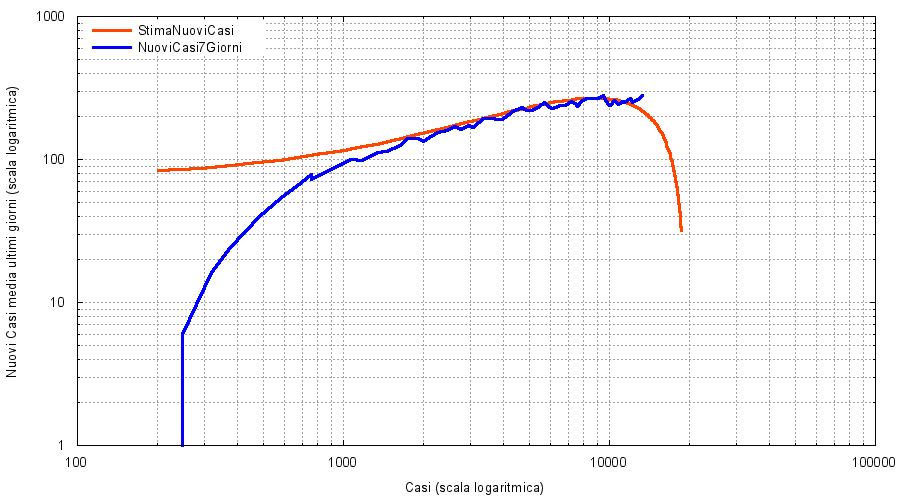 1000
StimaNuoviCasi
NuoviCasi7Giorni
100
10
1
Nuovi Casi media ultimi giorni (scala logaritmica)
100
1000
10000
100000
Casi (scala logaritmica)